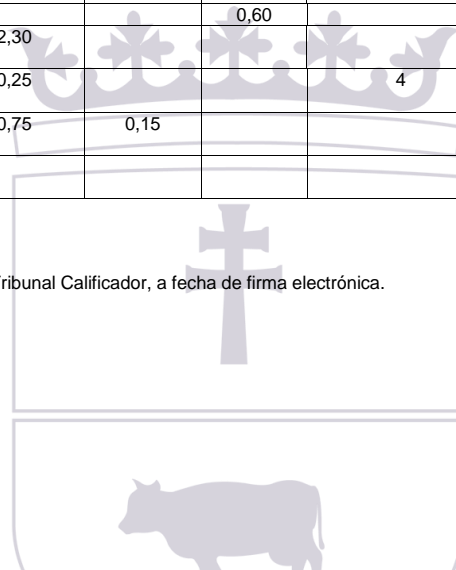 0,60
2,30
0,25 4
0,75 0,15
Tribunal Calificador, a fecha de firma electrónica.